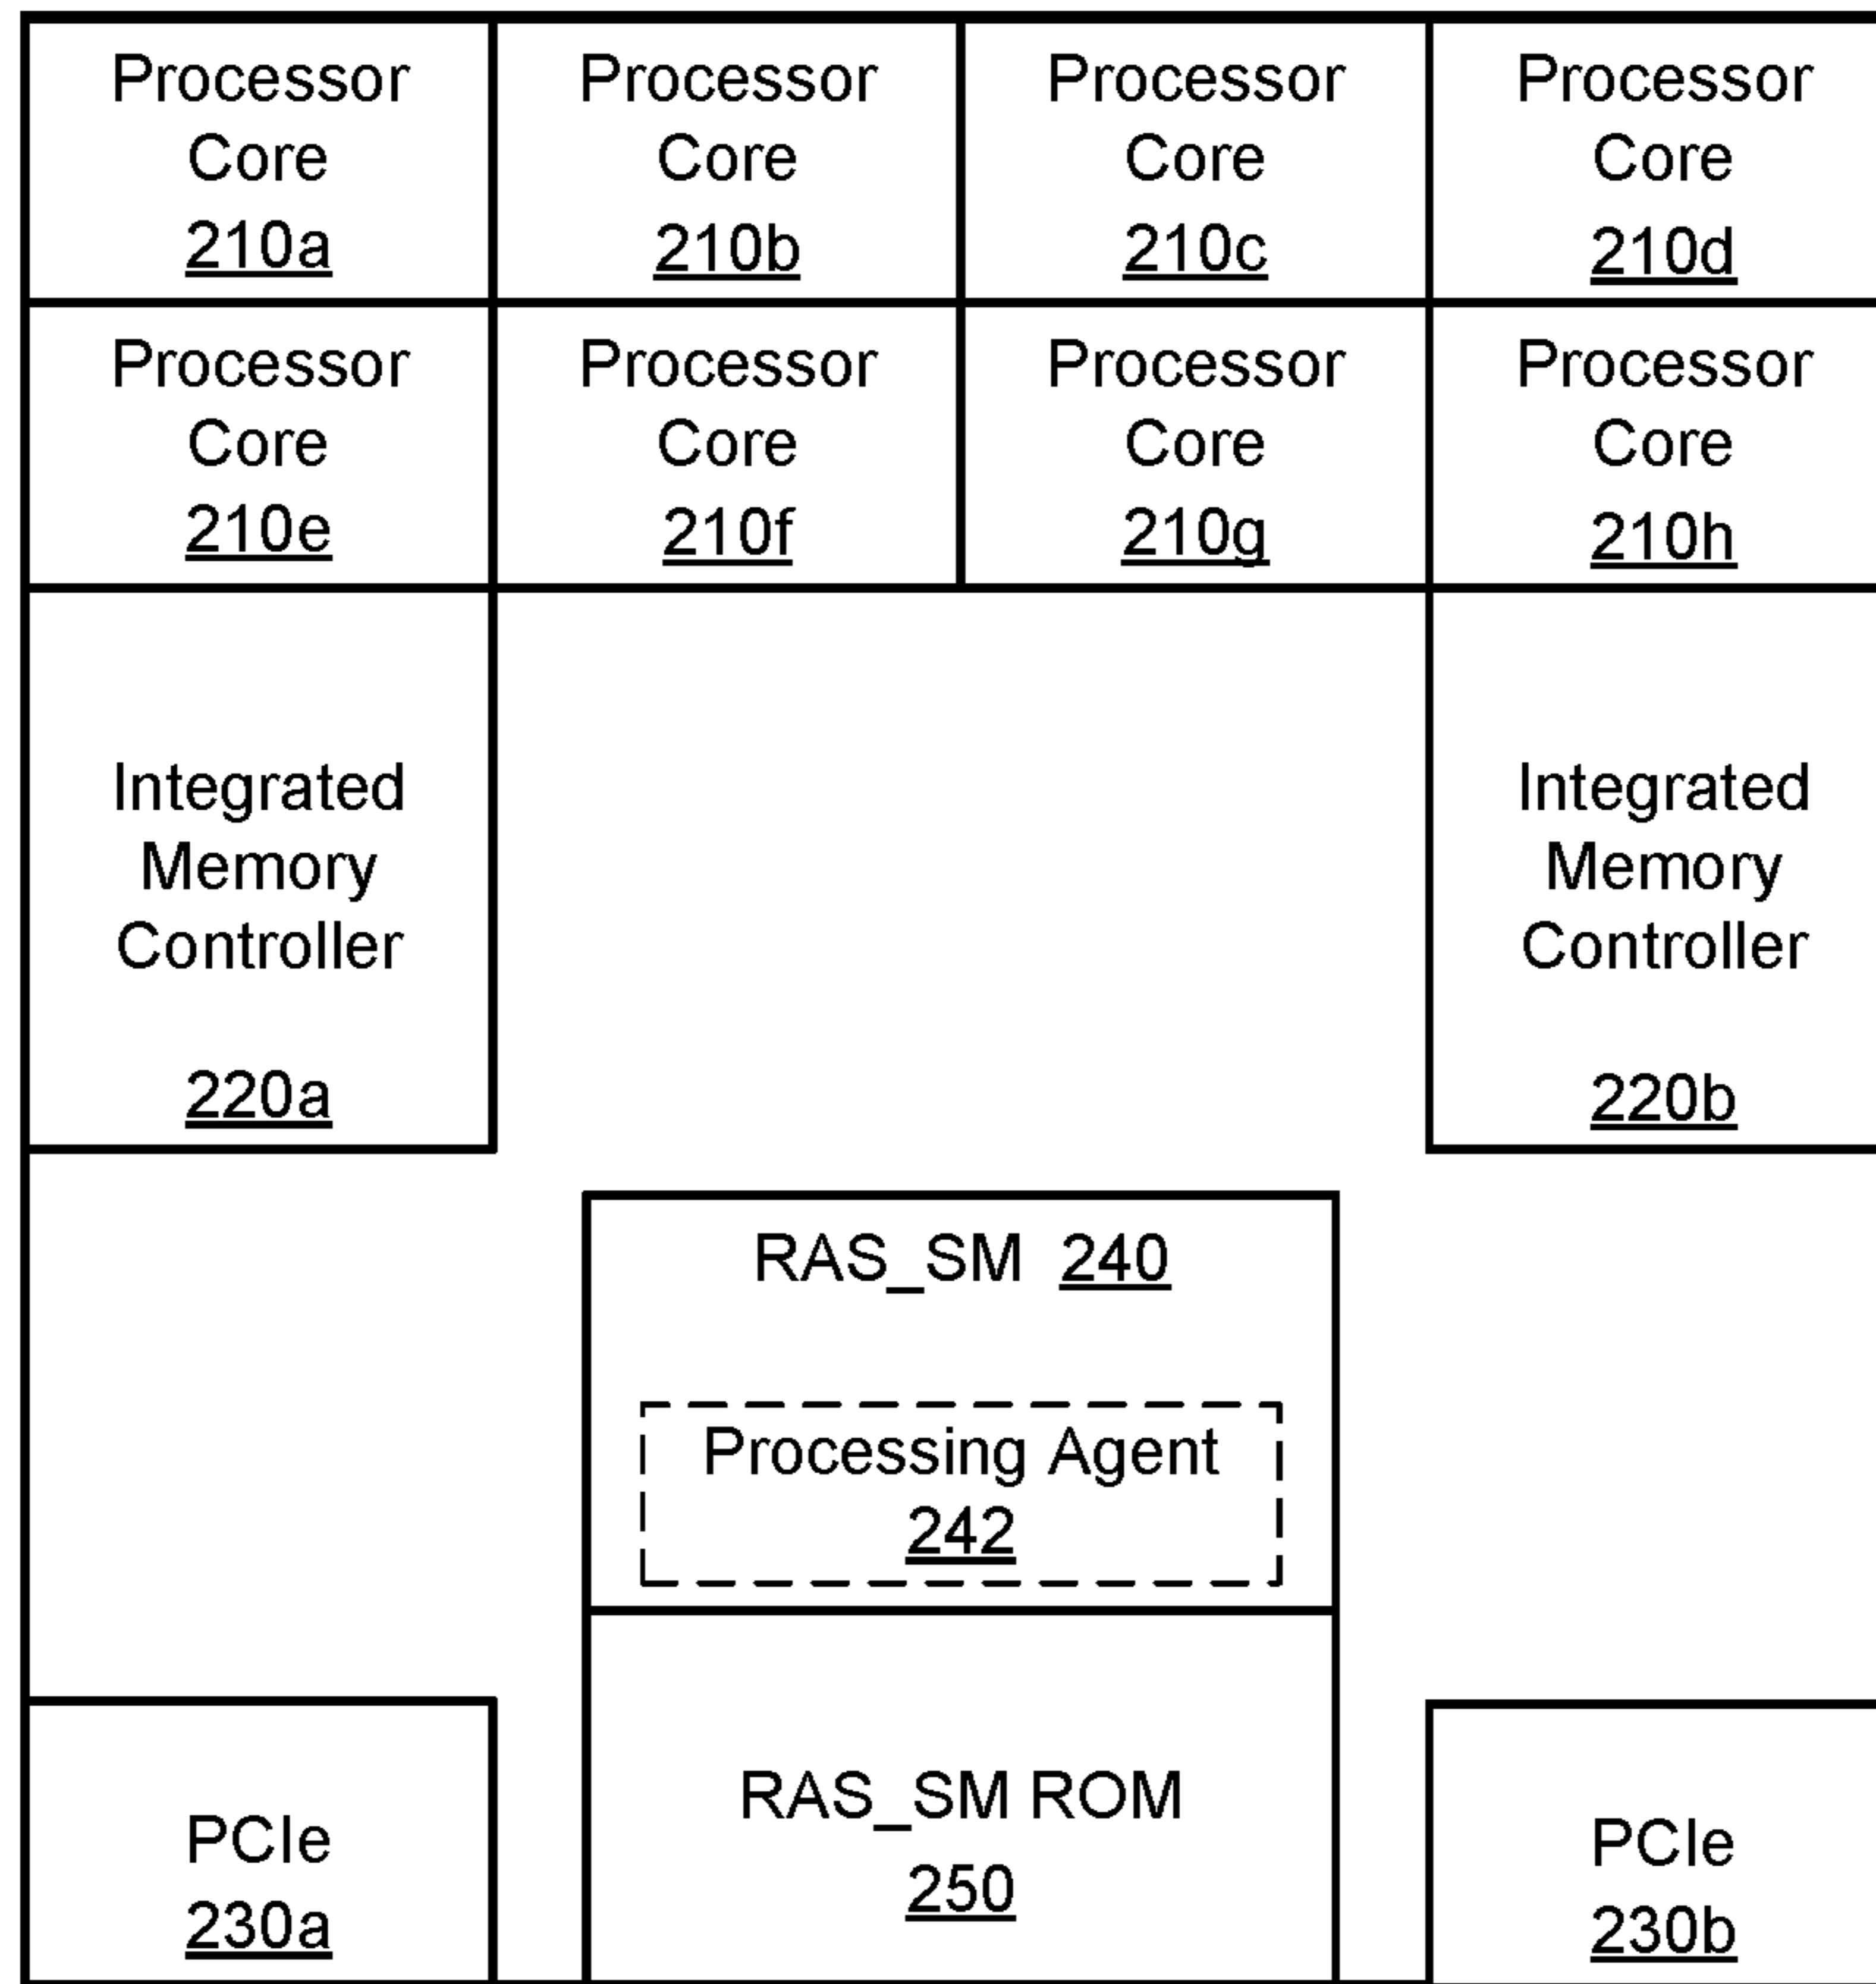 Processor
Core
210a
Processor
Core
210b
Processor
Core
210c
Processor
Core
210d
Processor
Core
210e
Processor
Core
210f
Processor
Core
210g
Processor
Core
210h
Integrated
Memory
Controller
220a
Integrated
Memory
Controller
220b
RAS_SM 240
Processing Agent
242
RAS_SM ROM
250
PCIe
230a
PCIe
230b